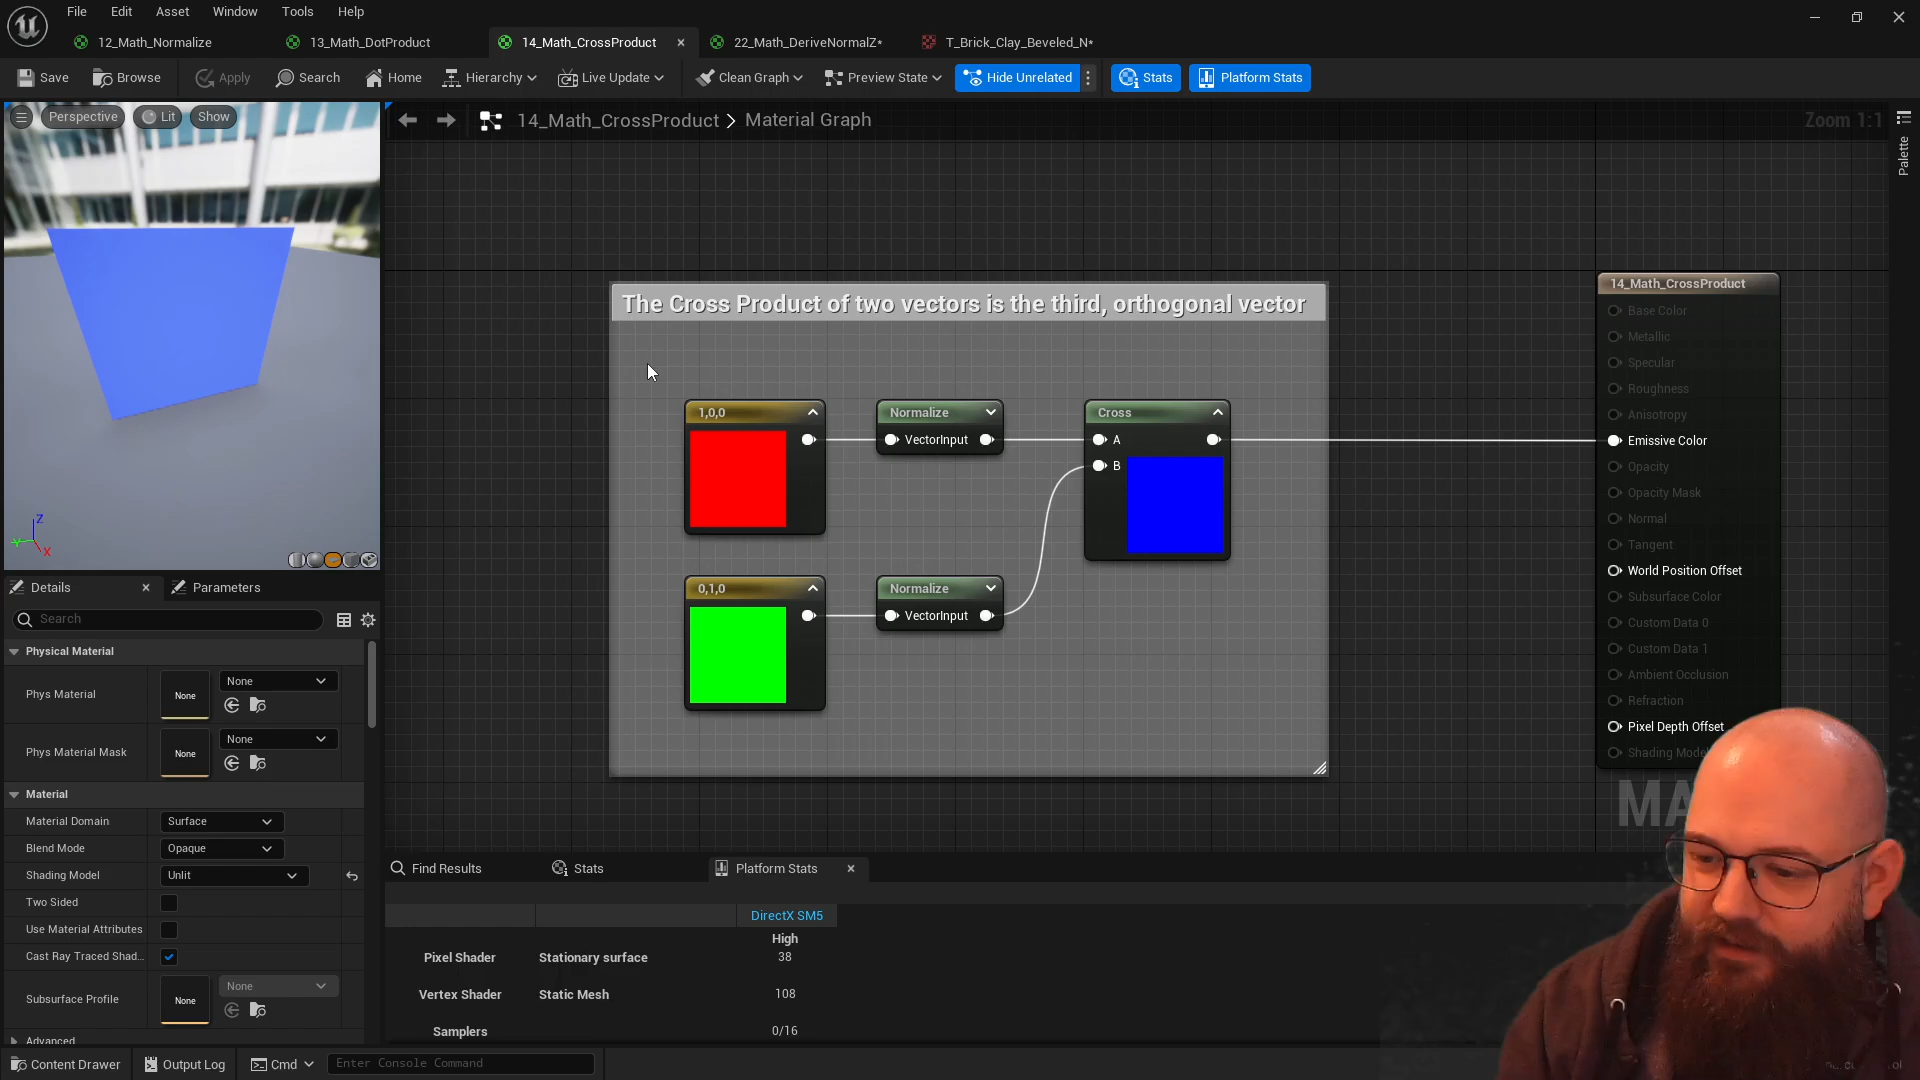 File Edit Asset Window Tools Help
12_Math_Normalize 13_Math_DotProduct 14_Math_CrossProduct 22_Math_DeriveNormalZ* T_Brick_Clay_Beveled_N*
Save Browse Apply Search Home Hierarchy Live Update Clean Graph Preview State Hide Unrelated Stats Platform Stats
Perspective Lit Show
14_Math_CrossProduct > Material Graph
Zoom 1:1
Palette
The Cross Product of two vectors is the third, orthogonal vector
1,0,0
Normalize
VectorInput
Cross
A
B
0,1,0
Normalize
VectorInput
14_Math_CrossProduct
Base Color
Metallic
Specular
Roughness
Anisotropy
Emissive Color
Opacity
Opacity Mask
Normal
Tangent
World Position Offset
Subsurface Color
Custom Data 0
Custom Data 1
Ambient Occlusion
Refraction
Pixel Depth Offset
Z
Y
X
Details Parameters
Search
Physical Material
Phys Material None None
Phys Material Mask None None
Material
Material Domain Surface
Blend Mode Opaque
Shading Model Unlit
Two Sided
Use Material Attributes
Cast Ray Traced Shad...
Subsurface Profile None None
Advanced
Find Results Stats Platform Stats
DirectX SM5
High
Pixel Shader Stationary surface 38
Vertex Shader Static Mesh 108
Samplers 0/16
Content Drawer Output Log Cmd Enter Console Command